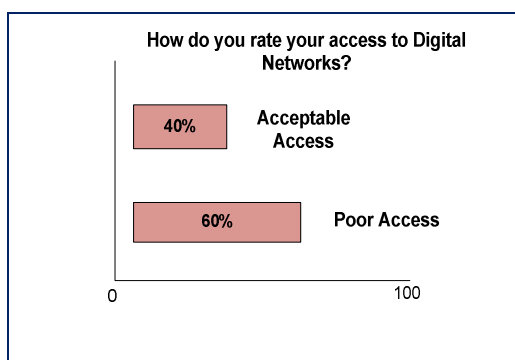 How do you rate your access to Digital
Networks?
40%
Acceptable
Access
60%
Poor Access
0
100